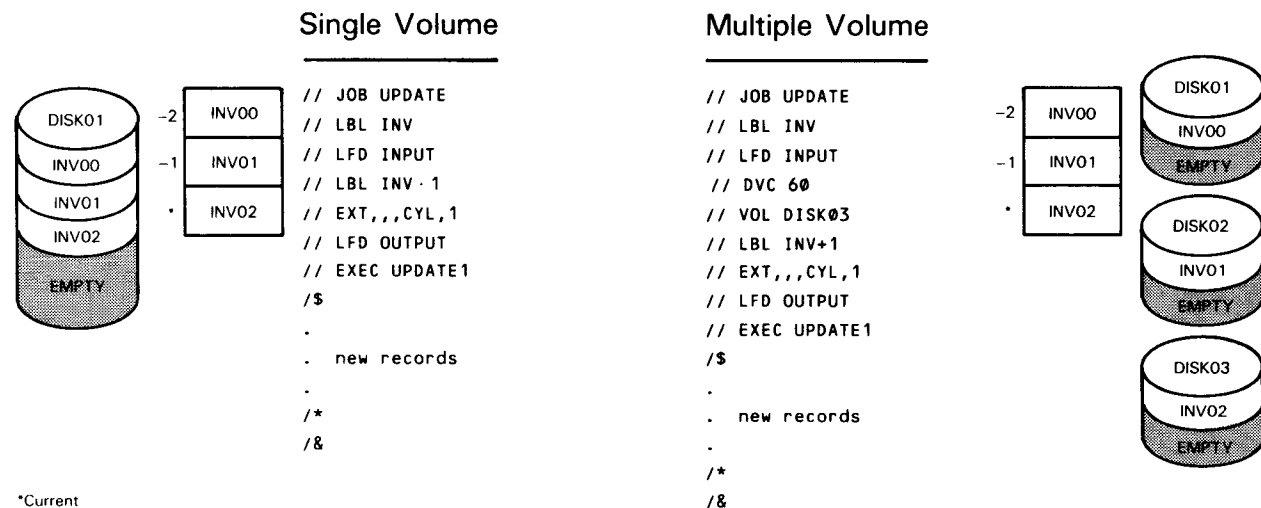 Single Volume
DISK01
INV00
INV01
INV02
EMPTY
-2 INV00
-1 INV01
* INV02
// JOB UPDATE
// LBL INV
// LFD INPUT
// LBL INV·1
// EXT,,,CYL,1
// LFD OUTPUT
// EXEC UPDATE1
/$
.
. new records
.
/*
/&
*Current
Multiple Volume
// JOB UPDATE
// LBL INV
// LFD INPUT
// DVC 60
// VOL DISK03
// LBL INV+1
// EXT,,,CYL,1
// LFD OUTPUT
// EXEC UPDATE1
/$
.
. new records
.
/*
/&
-2 INV00
-1 INV01
* INV02
DISK01
INV00
EMPTY
DISK02
INV01
EMPTY
DISK03
INV02
EMPTY